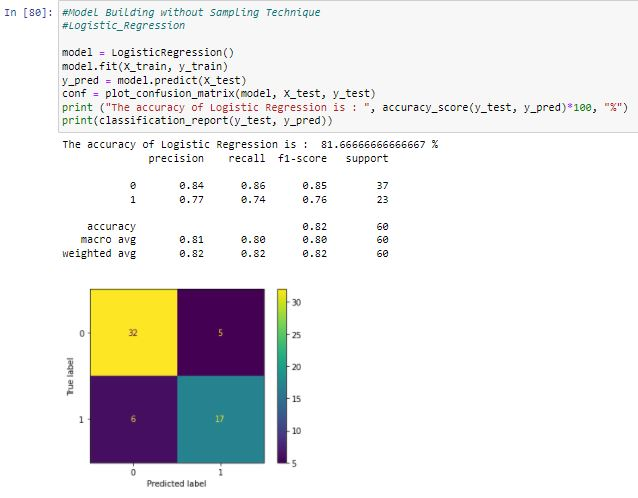 In [80]: #Model Building without Sampling Technique
#Logistic_Regression
model = LogisticRegression()
model.fit(X_train, y_train)
y_pred = model.predict(X_test)
conf = plot_confusion_matrix(model, X_test, y_test)
print ("The accuracy of Logistic Regression is : ", accuracy_score(y_test, y_pred)*100, "%")
print(classification_report(y_test, y_pred))
The accuracy of Logistic Regression is :  81.66666666666667 %
precision recall f1-score support
0 0.84 0.86 0.85 37
1 0.77 0.74 0.76 23
accuracy 0.82 60
macro avg 0.81 0.80 0.80 60
weighted avg 0.82 0.82 0.82 60
30
0 32 5
25
20
True label
15
1 6 17
10
5
0 1
Predicted label